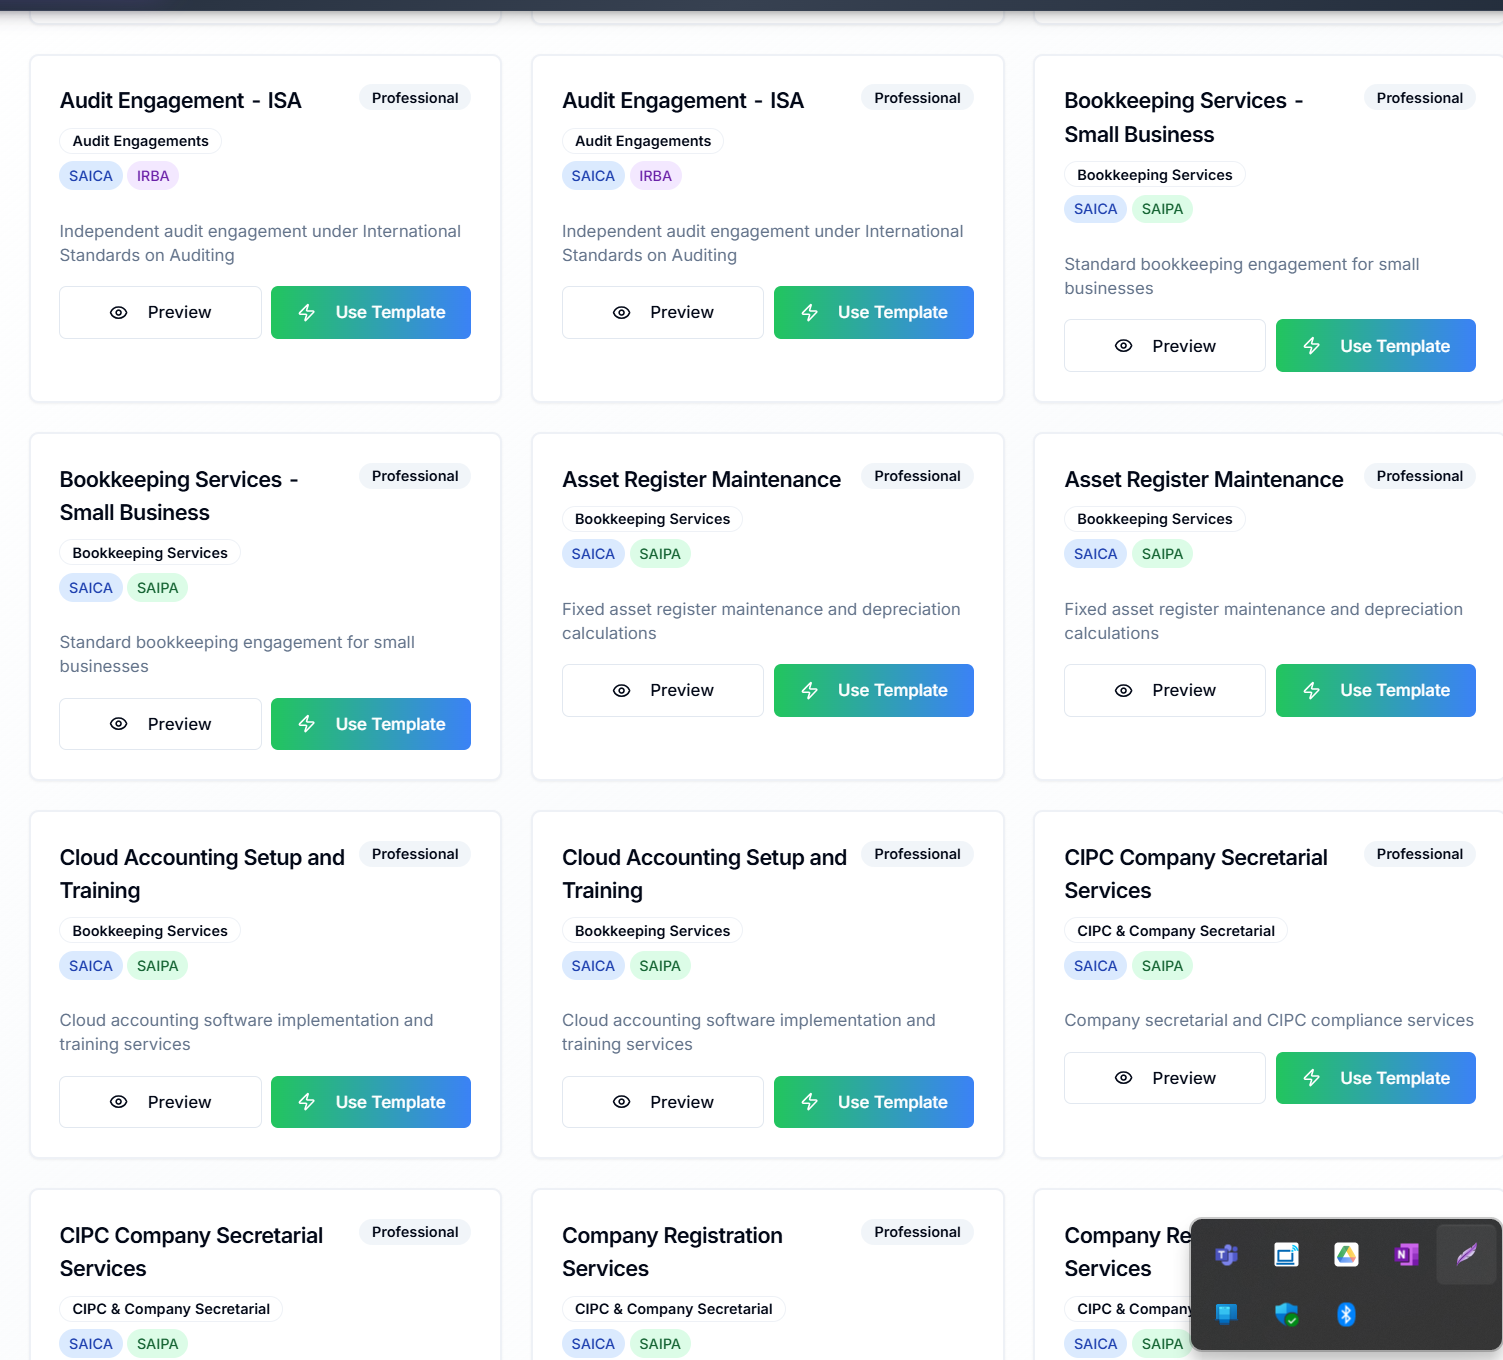 Audit Engagement - ISA
Professional
Audit Engagements
SAICA IRBA
Independent audit engagement under International
Standards on Auditing
Preview
Use Template
Audit Engagement - ISA
Professional
Audit Engagements
SAICA IRBA
Independent audit engagement under International
Standards on Auditing
Preview
Use Template
Bookkeeping Services -
Small Business
Professional
Bookkeeping Services
SAICA SAIPA
Standard bookkeeping engagement for small
businesses
Preview
Use Template
Bookkeeping Services -
Small Business
Professional
Bookkeeping Services
SAICA SAIPA
Standard bookkeeping engagement for small
businesses
Preview
Use Template
Asset Register Maintenance
Professional
Bookkeeping Services
SAICA SAIPA
Fixed asset register maintenance and depreciation
calculations
Preview
Use Template
Asset Register Maintenance
Professional
Bookkeeping Services
SAICA SAIPA
Fixed asset register maintenance and depreciation
calculations
Preview
Use Template
Cloud Accounting Setup and
Training
Professional
Bookkeeping Services
SAICA SAIPA
Cloud accounting software implementation and
training services
Preview
Use Template
Cloud Accounting Setup and
Training
Professional
Bookkeeping Services
SAICA SAIPA
Cloud accounting software implementation and
training services
Preview
Use Template
CIPC Company Secretarial
Services
Professional
CIPC & Company Secretarial
SAICA SAIPA
Company secretarial and CIPC compliance services
Preview
Use Template
CIPC Company Secretarial
Services
Professional
CIPC & Company Secretarial
SAICA SAIPA
Company Registration
Services
Professional
CIPC & Company Secretarial
SAICA SAIPA
Company Re
Services
CIPC & Company
SAICA SAIPA